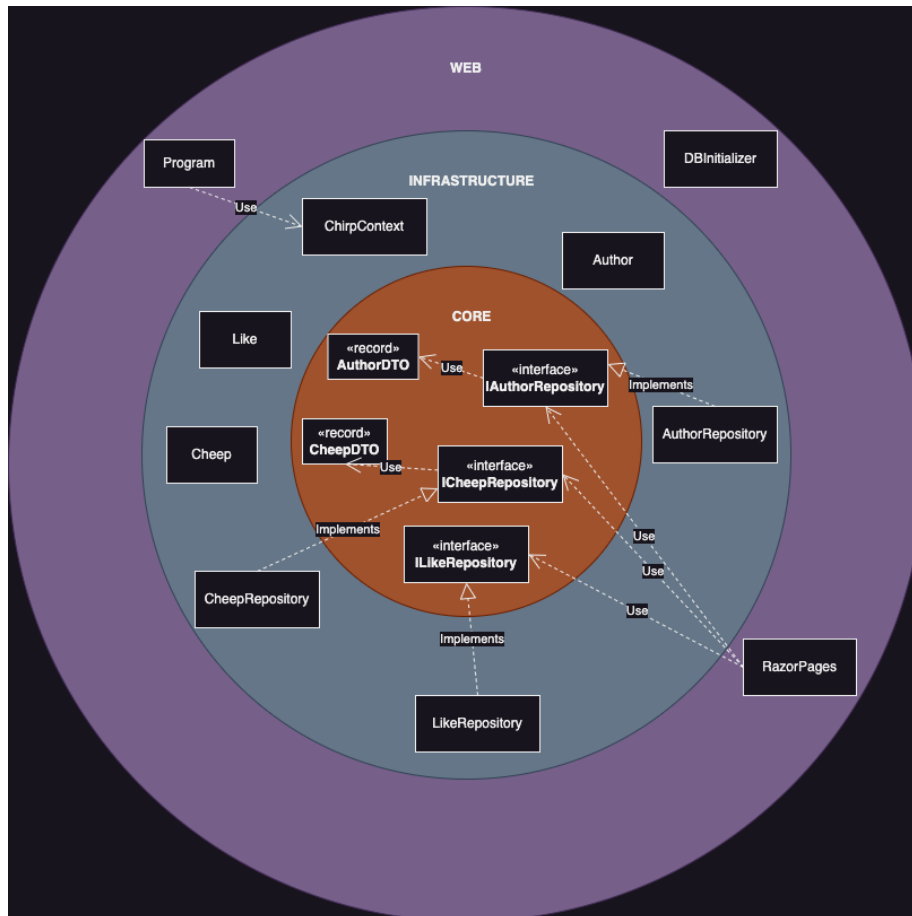 WEB
Program
DBInitializer
INFRASTRUCTURE
Use
ChirpContext
Author
CORE
Like
«record»
AuthorDTO
Use
«interface»
IAuthorRepository
Implements
AuthorRepository
«record»
CheepDTO
Cheep
Use
«interface»
ICheepRepository
Implements
Use
«interface»
ILikeRepository
Use
CheepRepository
Use
Implements
RazorPages
LikeRepository